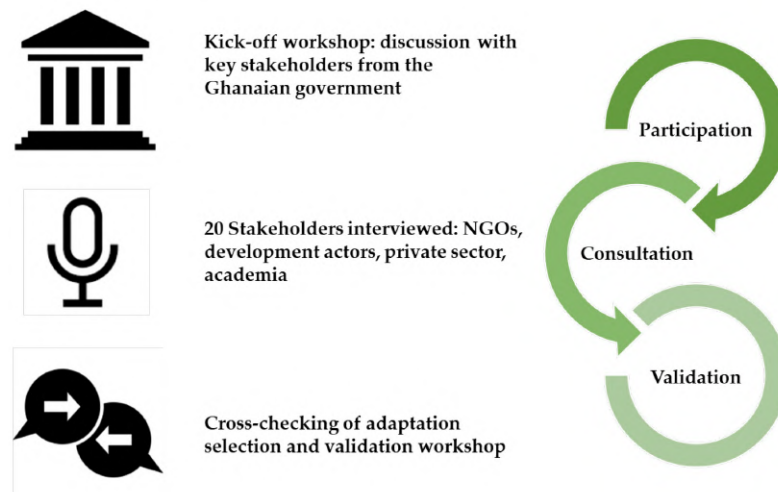 Kick-off workshop: discussion with
key stakeholders from the
Ghanaian government
Participation
20 Stakeholders interviewed: NGOs,
development actors, private sector,
academia
Consultation
Cross-checking of adaptation
selection and validation workshop
Validation